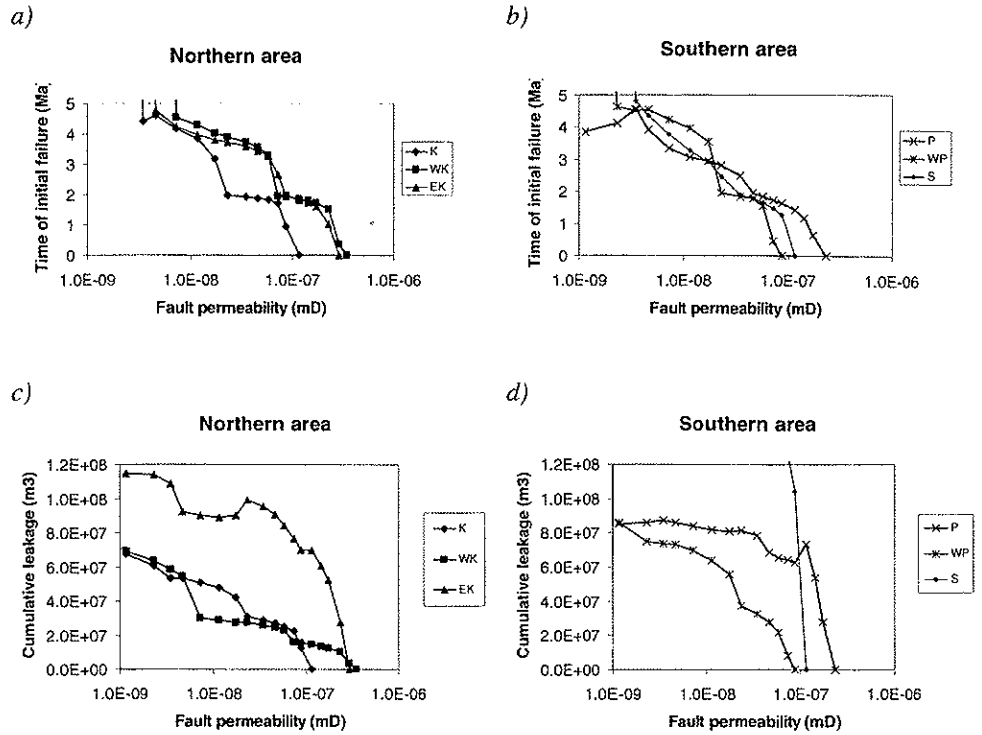 a)
Northern area
Time of initial failure (Ma)
5
4
3
2
1
0
1.0E-09 1.0E-08 1.0E-07 1.0E-06
Fault permeability (mD)
K
WK
EK
b)
Southern area
Time of initial failure (Ma)
5
4
3
2
1
0
1.0E-09 1.0E-08 1.0E-07 1.0E-06
Fault permeability (mD)
P
WP
S
c)
Northern area
Cumulative leakage (m3)
1.2E+08
1.0E+08
8.0E+07
6.0E+07
4.0E+07
2.0E+07
0.0E+00
1.0E-09 1.0E-08 1.0E-07 1.0E-06
Fault permeability (mD)
K
WK
EK
d)
Southern area
Cumulative leakage (m3)
1.2E+08
1.0E+08
8.0E+07
6.0E+07
4.0E+07
2.0E+07
0.0E+00
1.0E-09 1.0E-08 1.0E-07 1.0E-06
Fault permeability (mD)
P
WP
S